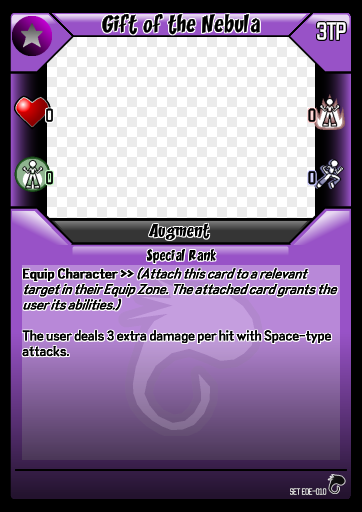 Gift of the Nebula
3TP
0
0
0
0
Augment
Special Rank
Equip Character >> (Attach this card to a relevant
target in their Equip Zone. The attached card grants the
user its abilities.)
The user deals 3 extra damage per hit with Space-type
attacks.
SET EDE-010